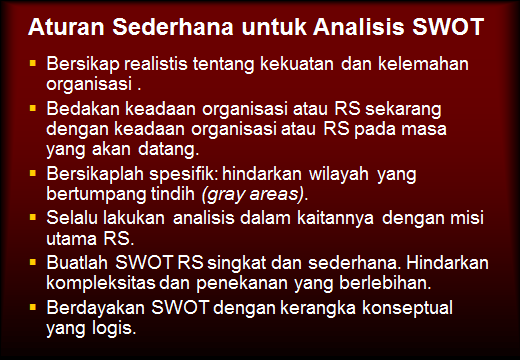 Aturan Sederhana untuk Analisis SWOT
Bersikap realistis tentang kekuatan dan kelemahan
organisasi .
Bedakan keadaan organisasi atau RS sekarang
dengan keadaan organisasi atau RS pada masa
yang akan datang.
Bersikaplah spesifik: hindarkan wilayah yang
bertumpang tindih (gray areas).
Selalu lakukan analisis dalam kaitannya dengan misi
utama RS.
Buatlah SWOT RS singkat dan sederhana. Hindarkan
kompleksitas dan penekanan yang berlebihan.
Berdayakan SWOT dengan kerangka konseptual
yang logis.